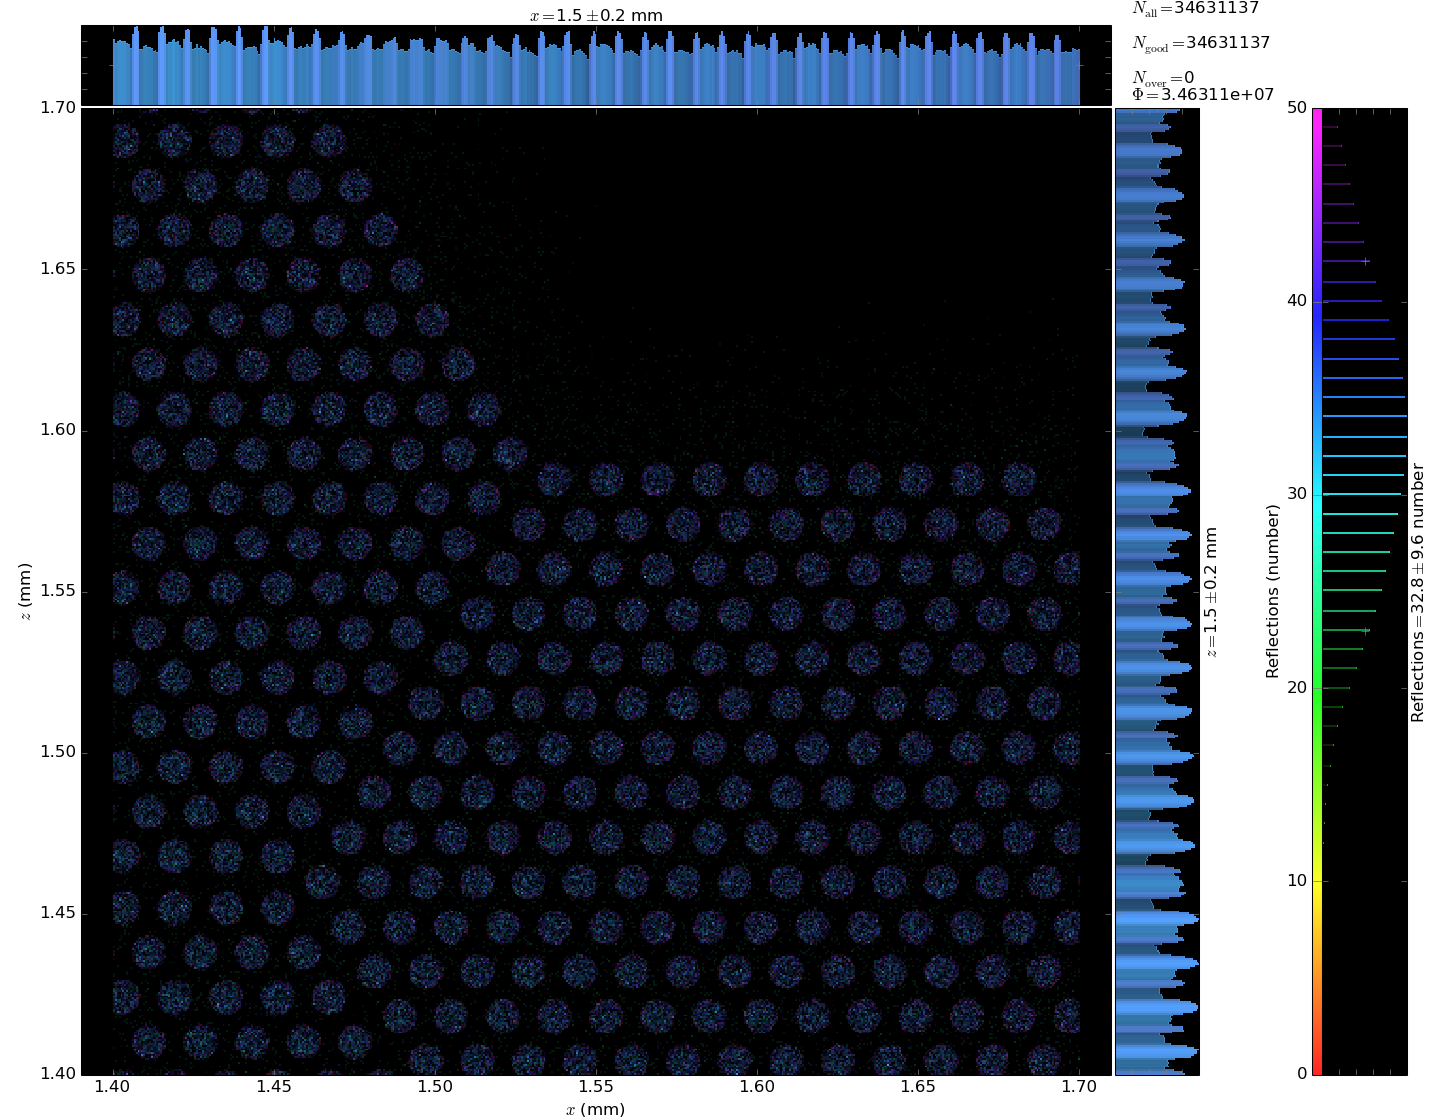 x=1.5±0.2 mm
N_all=34631137
N_good=34631137
N_over=0
Φ=3.46311e+07
1.70
1.65
1.60
1.55
1.50
1.45
1.40
z (mm)
1.40 1.45 1.50 1.55 1.60 1.65 1.70
x (mm)
z=1.5±0.2 mm
50
40
30
20
10
0
Reflections (number)
Reflections=32.8±9.6 number